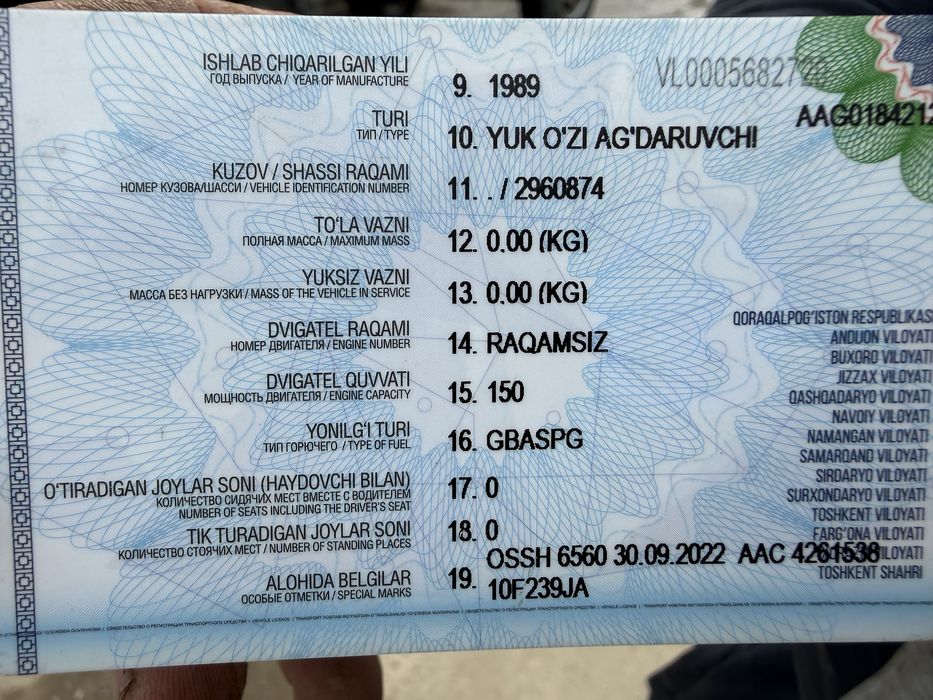 ISHLAB CHIQARILGAN YILI
ГОД ВЫПУСКА / YEAR OF MANUFACTURE
9. 1989
VL0005682
AAG0184212
TURI
ТИП / TYPE
10. YUK O'ZI AG'DARUVCHI
KUZOV / SHASSI RAQAMI
НОМЕР КУЗОВА/ШАССИ / VEHICLE IDENTIFICATION NUMBER
11. . / 2960874
TO‘LA VAZNI
ПОЛНАЯ МАССА / MAXIMUM MASS
12. 0.00 (KG)
YUKSIZ VAZNI
МАССА БЕЗ НАГРУЗКИ / MASS OF THE VEHICLE IN SERVICE
13. 0.00 (KG)
DVIGATEL RAQAMI
НОМЕР ДВИГАТЕЛЯ / ENGINE NUMBER
14. RAQAMSIZ
DVIGATEL QUVVATI
МОЩНОСТЬ ДВИГАТЕЛЯ / ENGINE CAPACITY
15. 150
YONILG‘I TURI
ТИП ГОРЮЧЕГО / TYPE OF FUEL
16. GBASPG
O‘TIRADIGAN JOYLAR SONI (HAYDOVCHI BILAN)
КОЛИЧЕСТВО СИДЯЧИХ МЕСТ ВМЕСТЕ С ВОДИТЕЛЕМ
NUMBER OF SEATS INCLUDING THE DRIVER'S SEAT
17. 0
TIK TURADIGAN JOYLAR SONI
КОЛИЧЕСТВО СТОЯЧИХ МЕСТ / NUMBER OF STANDING PLACES
18. 0
ALOHIDA BELGILAR
ОСОБЫЕ ОТМЕТКИ / SPECIAL MARKS
19. OSSH 6560 30.09.2022 AAC 4261538
10F239JA
QORAQALPOG‘ISTON RESPUBLIKAS
ANDIJON VILOYATI
BUXORO VILOYATI
JIZZAX VILOYATI
QASHQADARYO VILOYATI
NAVOIY VILOYATI
NAMANGAN VILOYATI
SAMARQAND VILOYATI
SIRDARYO VILOYATI
SURXONDARYO VILOYATI
TOSHKENT VILOYATI
FARG‘ONA VILOYATI
VILOYATI
TOSHKENT SHAHRI